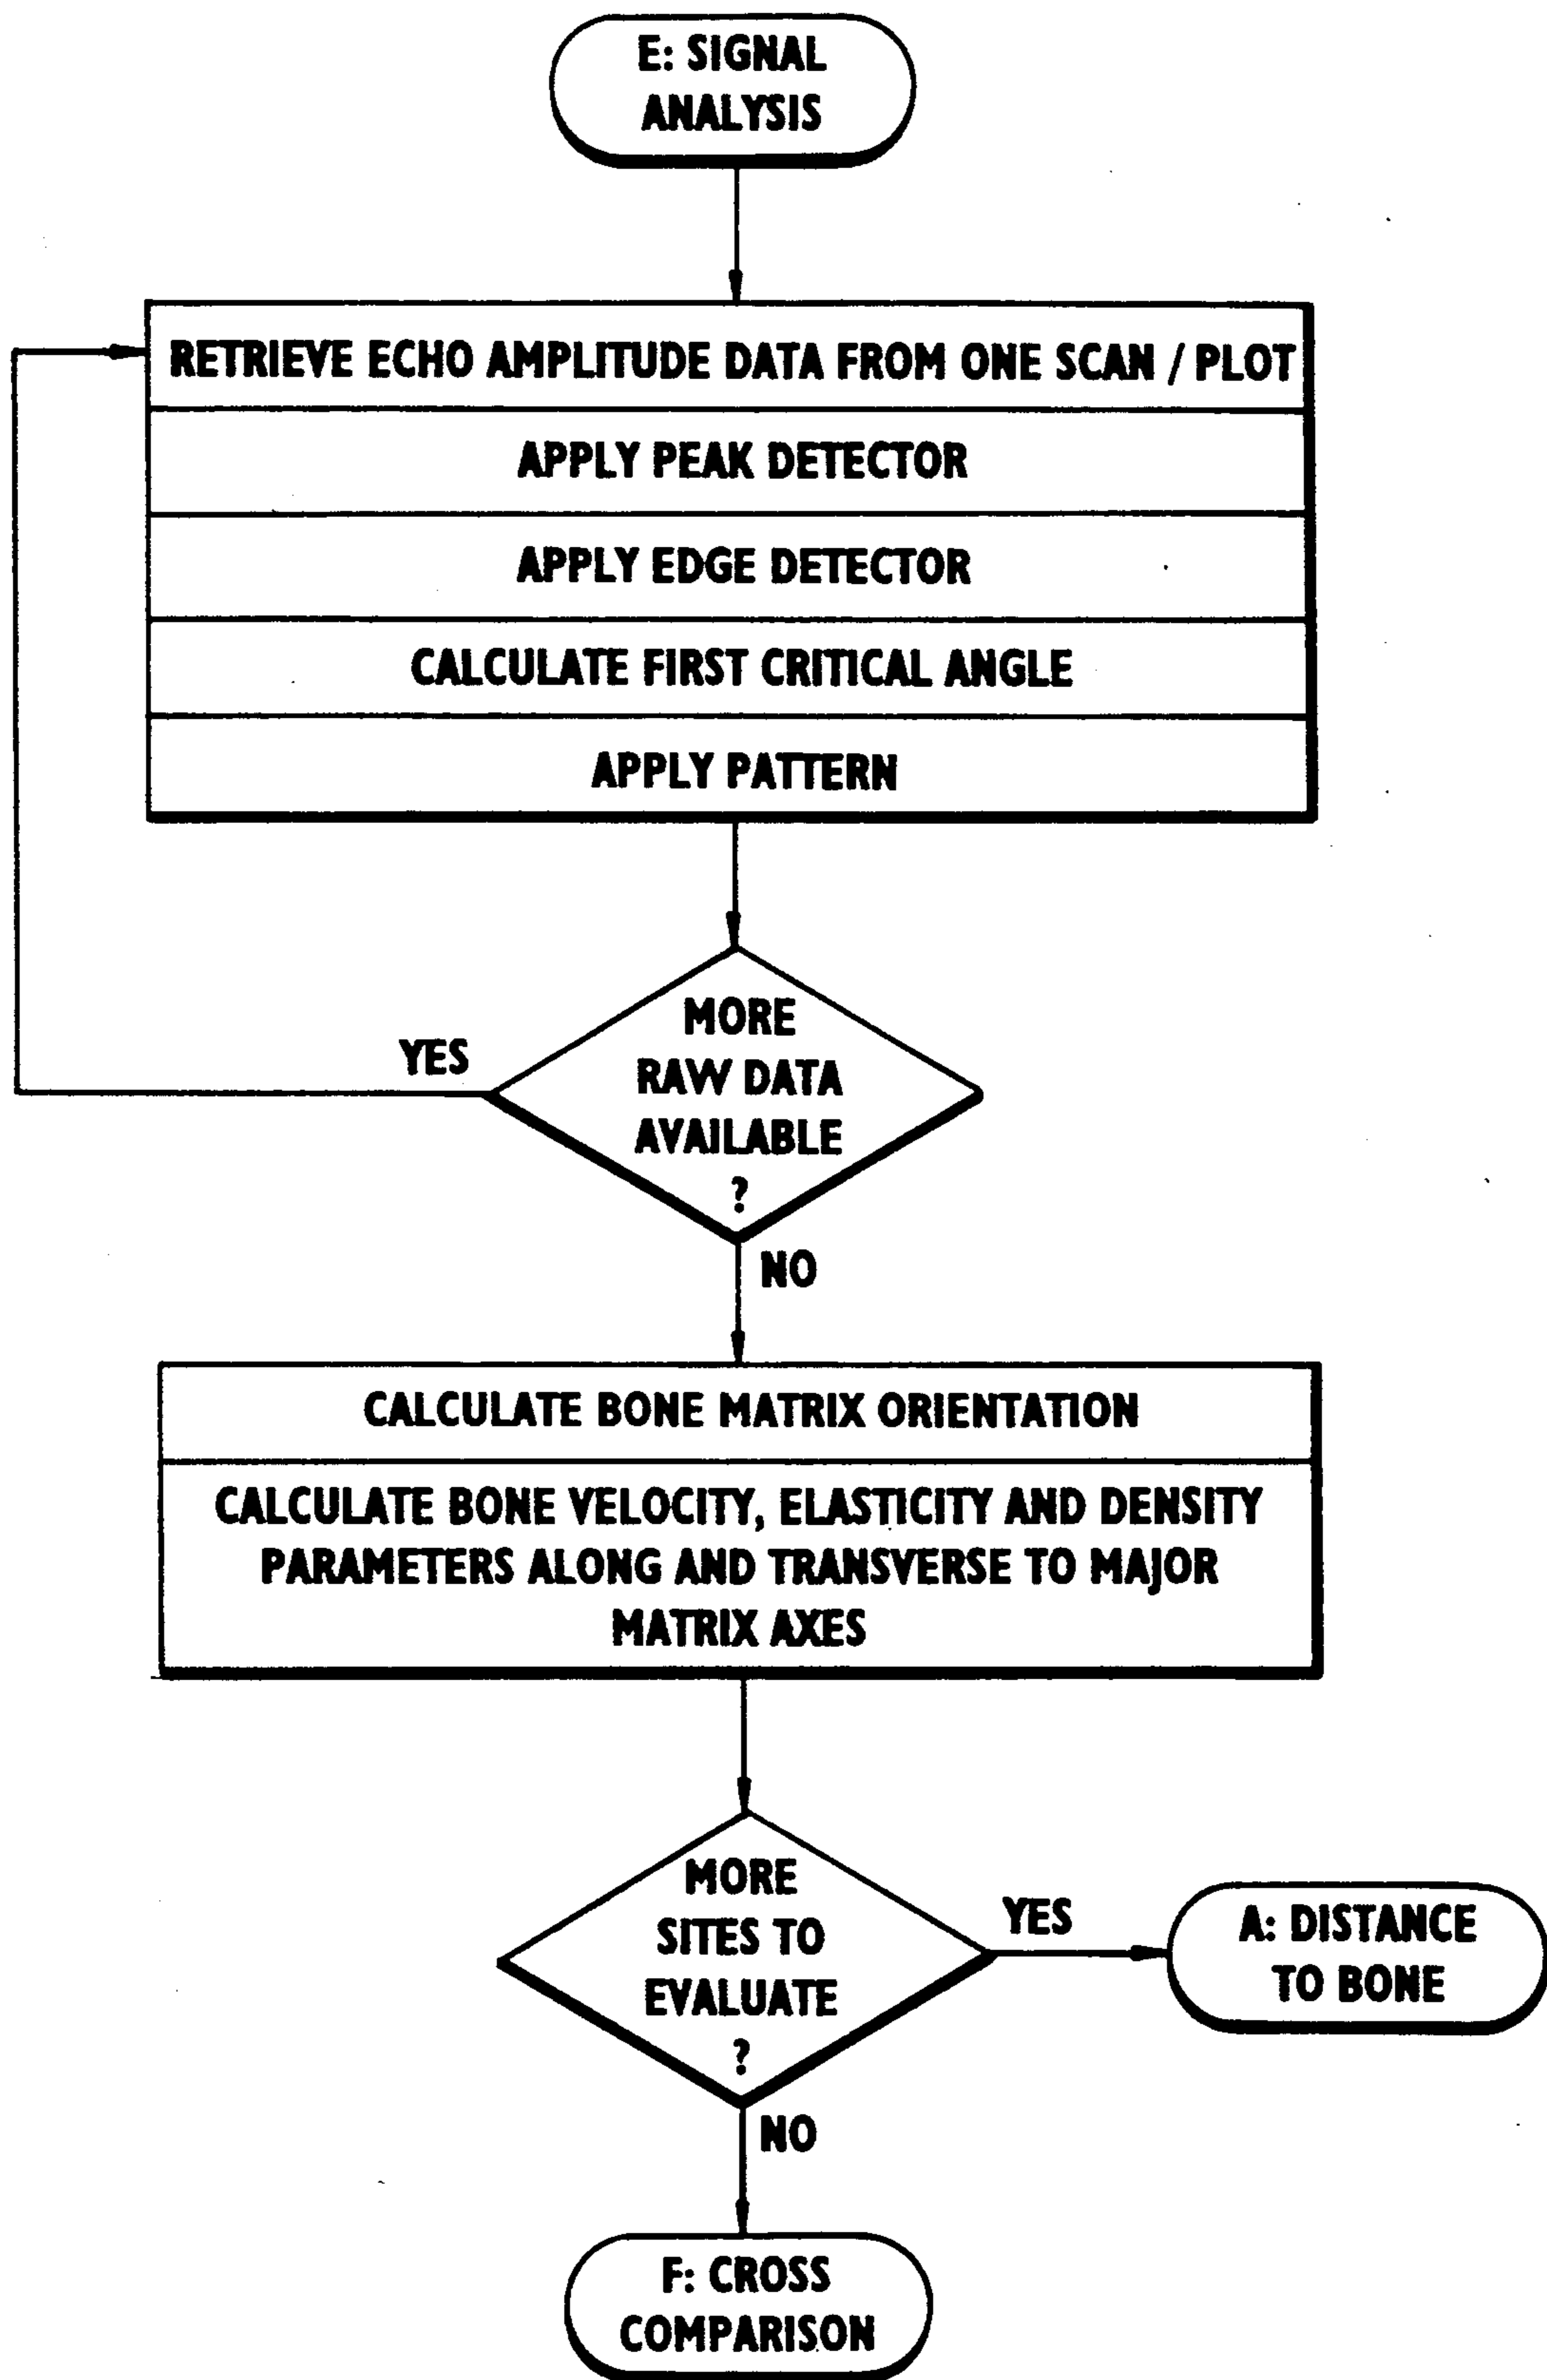 E: SIGNAL
ANALYSIS
RETRIEVE ECHO AMPLITUDE DATA FROM ONE SCAN / PLOT
APPLY PEAK DETECTOR
APPLY EDGE DETECTOR
CALCULATE FIRST CRITICAL ANGLE
APPLY PATTERN
MORE
RAW DATA
AVAILABLE
?
YES
NO
CALCULATE BONE MATRIX ORIENTATION
CALCULATE BONE VELOCITY, ELASTICITY AND DENSITY
PARAMETERS ALONG AND TRANSVERSE TO MAJOR
MATRIX AXES
MORE
SITES TO
EVALUATE
?
YES
A: DISTANCE
TO BONE
NO
F: CROSS
COMPARISON